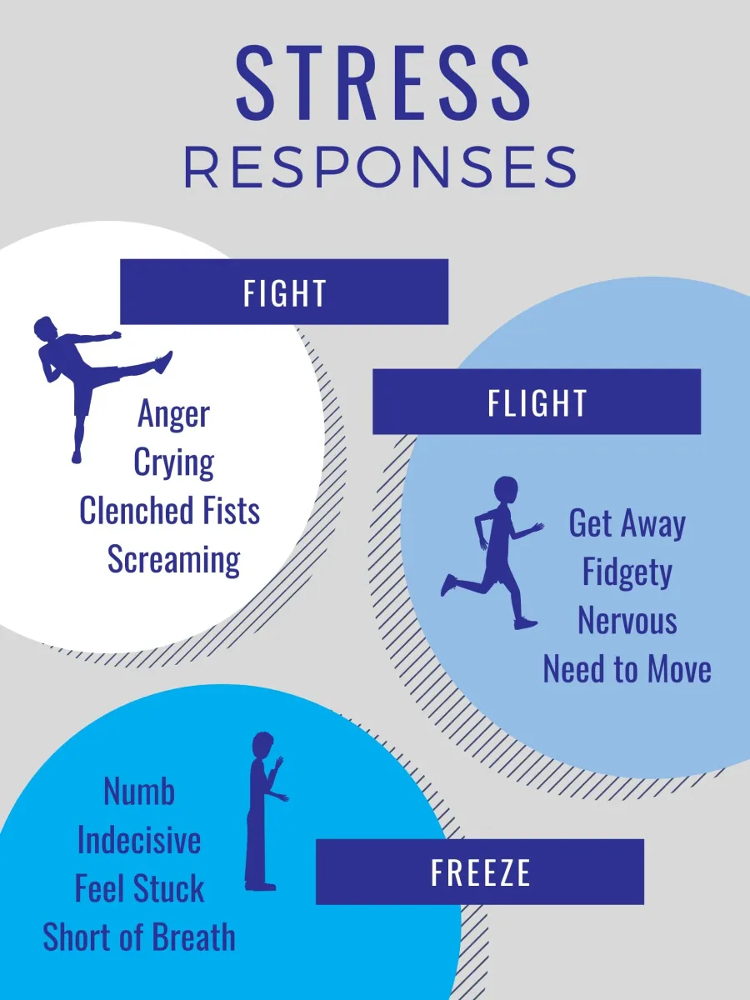 STRESS
RESPONSES
FIGHT
Anger
Crying
Clenched Fists
Screaming
FLIGHT
Get Away
Fidgety
Nervous
Need to Move
FREEZE
Numb
Indecisive
Feel Stuck
Short of Breath